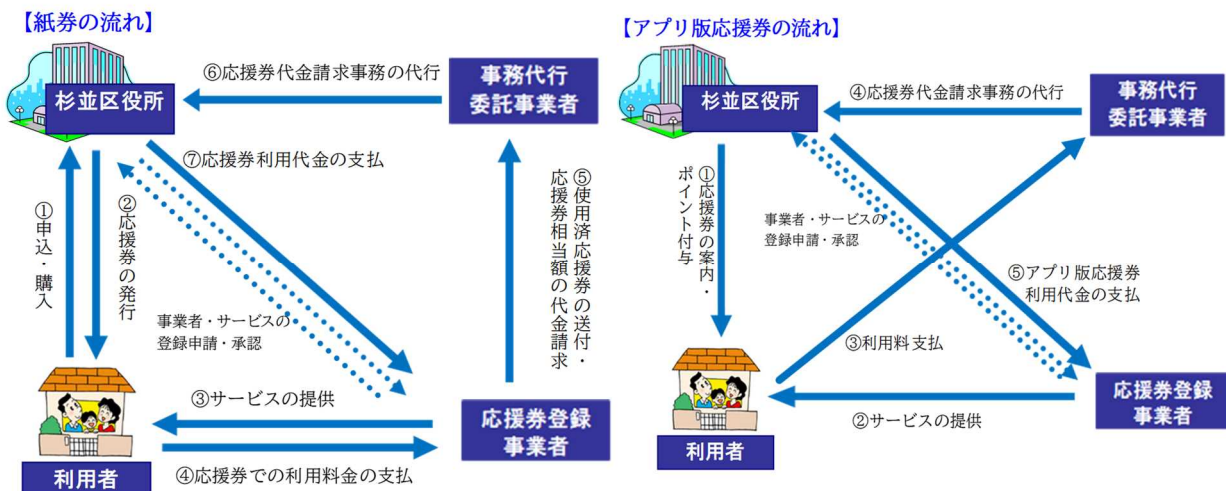 【紙券の流れ】
⑥応援券代金請求事務の代行
杉並区役所
事務代行
委託事業者
⑦応援券利用代金の支払
①申込・購入
②応援券の発行
⑤使用済応援券の送付・
応援券相当額の代金請求
事業者・サービスの
登録申請・承認
③サービスの提供
応援券登録
事業者
利用者
④応援券での利用料金の支払
【アプリ版応援券の流れ】
杉並区役所
④応援券代金請求事務の代行
事務代行
委託事業者
①応援券の案内・
ポイント付与
事業者・サービスの
登録申請・承認
⑤アプリ版応援券
利用代金の支払
③利用料支払
②サービスの提供
応援券登録
事業者
利用者